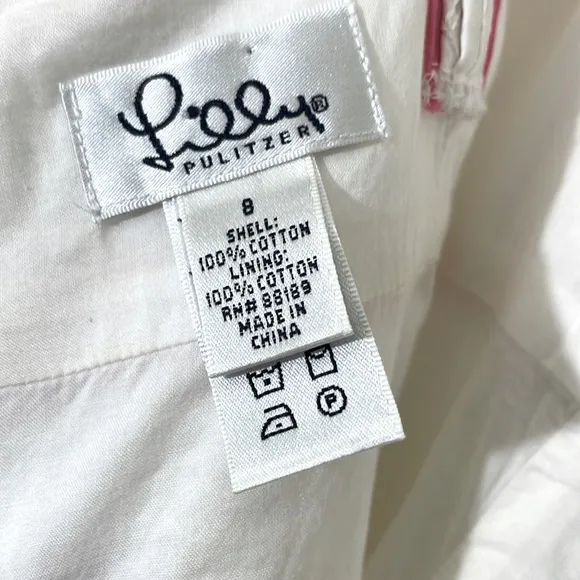 Lilly®
PULITZER
8
SHELL:
100% COTTON
LINING:
100% COTTON
RN# 88189
MADE IN
CHINA
P